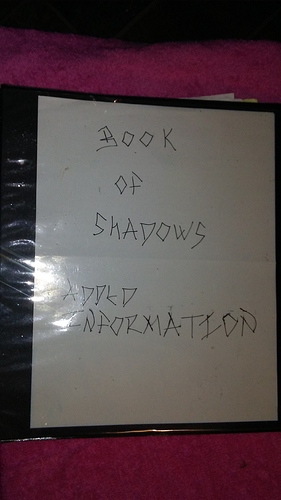 BOOK
OF
SHADOWS
ADDED
INFORMATION